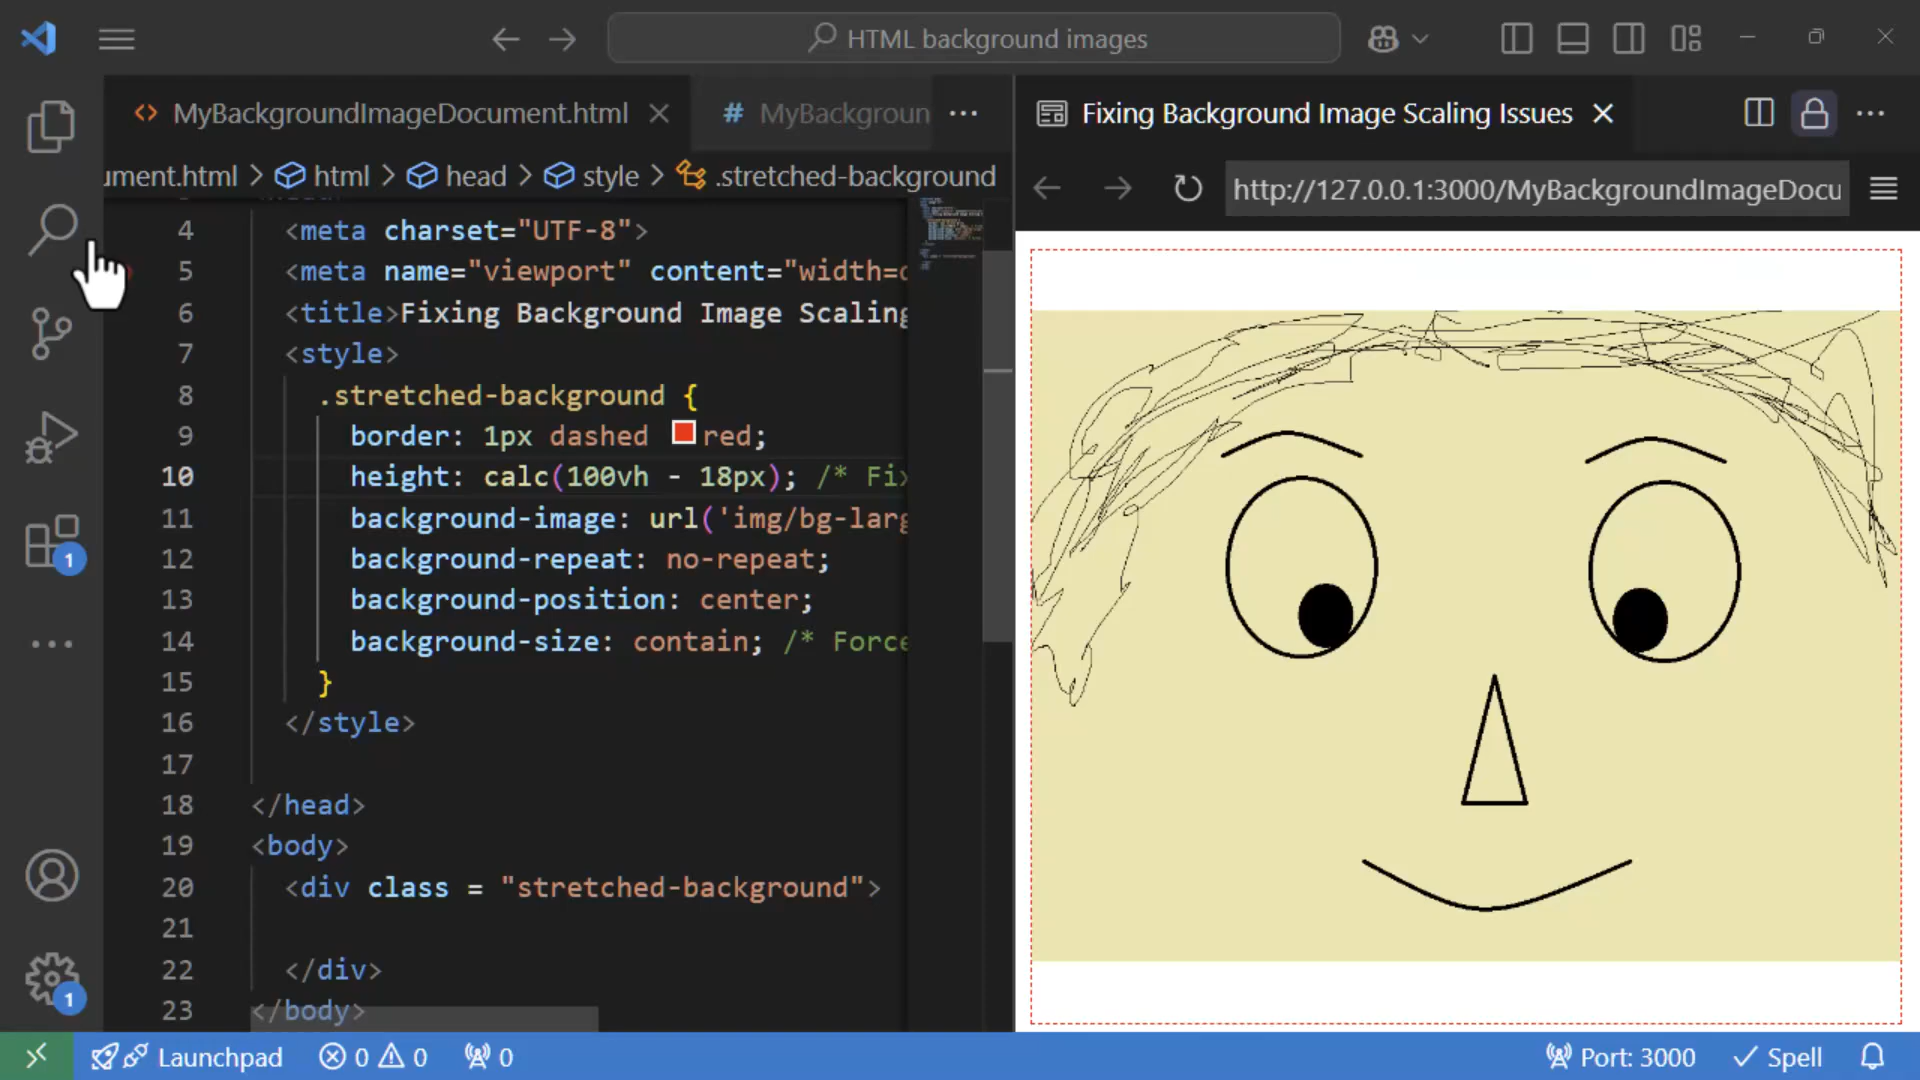 HTML background images
MyBackgroundImageDocument.html
# MyBackgroun
Fixing Background Image Scaling Issues
ument.html > html > head > style > .stretched-background
http://127.0.0.1:3000/MyBackgroundImageDocu
4 <meta charset="UTF-8">
5 <meta name="viewport" content="width=d
6 <title>Fixing Background Image Scaling
7 <style>
8 .stretched-background {
9 border: 1px dashed red;
10 height: calc(100vh - 18px); /* Fix
11 background-image: url('img/bg-larg
12 background-repeat: no-repeat;
13 background-position: center;
14 background-size: contain; /* Force
15 }
16 </style>
17
18 </head>
19 <body>
20 <div class = "stretched-background">
21
22 </div>
23 </body>
1
1
Launchpad 0 0 0
Port: 3000 Spell